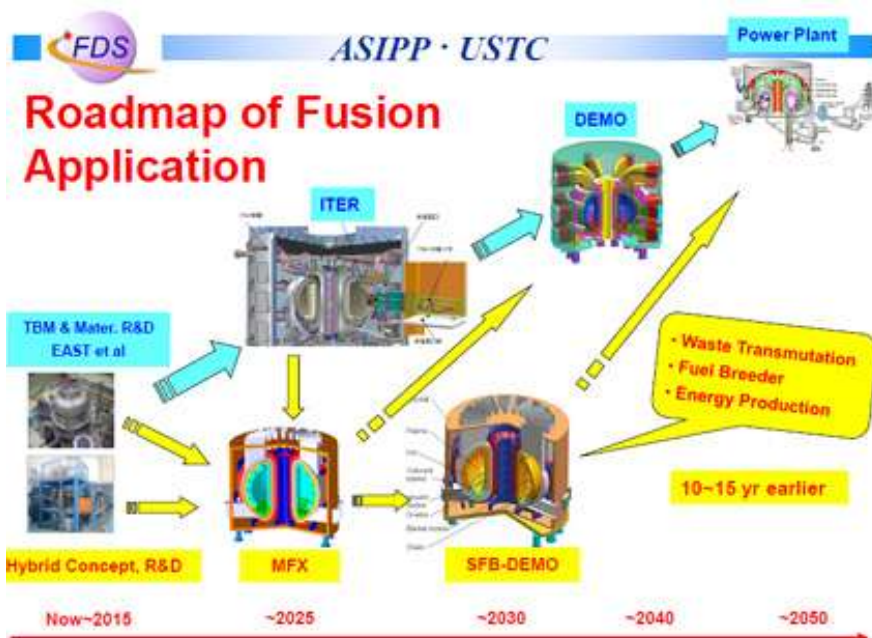 FDS
ASIPP · USTC
Power Plant
Roadmap of Fusion
Application
DEMO
ITER
TBM & Mater. R&D
EAST et al
• Waste Transmutation
• Fuel Breeder
• Energy Production
10~15 yr earlier
Hybrid Concept, R&D
MFX
SFB-DEMO
Now~2015
~2025
~2030
~2040
~2050